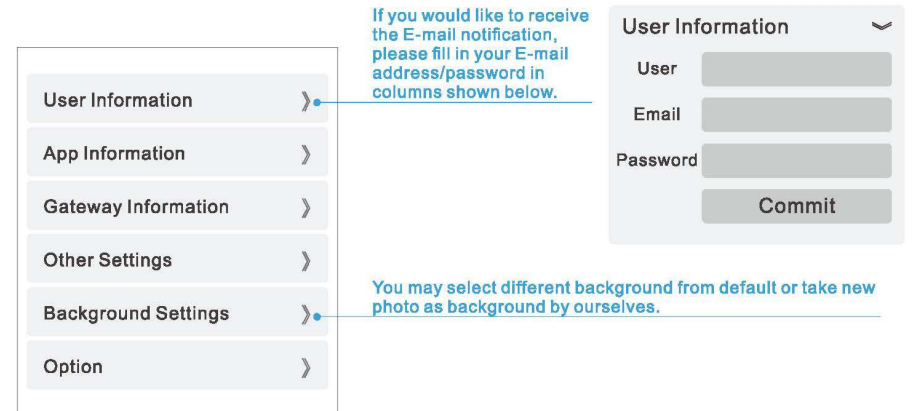 If you would like to receive
the E-mail notification,
please fill in your E-mail
address/password in
columns shown below.
User Information
User
Email
Password
Commit
User Information
App Information
Gateway Information
Other Settings
Background Settings
Option
You may select different background from default or take new
photo as background by ourselves.